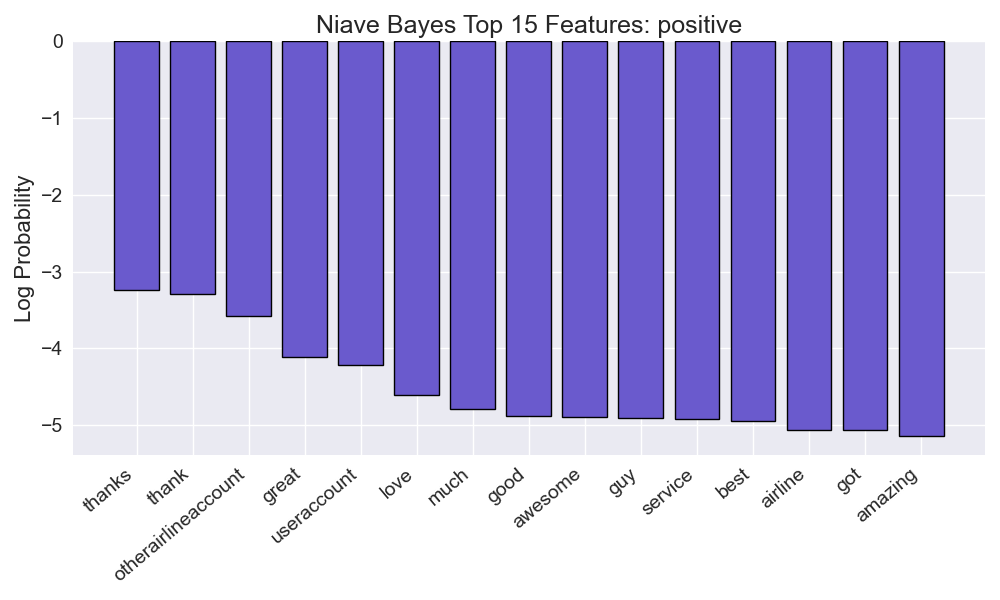 Niave Bayes Top 15 Features: positive
Log Probability
0
−1
−2
−3
−4
−5
thanks
thank
otherairlineaccount
great
useraccount
love
much
good
awesome
guy
service
best
airline
got
amazing